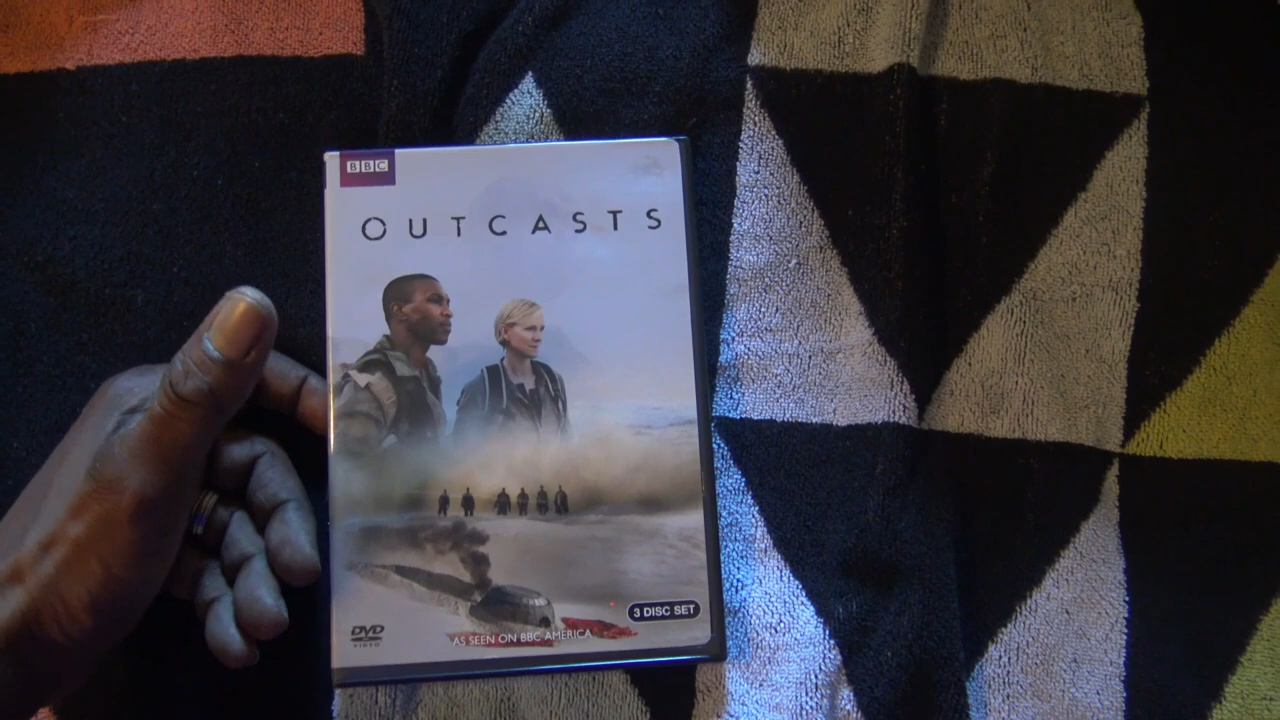 BBC
OUTCASTS
3 DISC SET
DVD
VIDEO
AS SEEN ON BBC AMERICA